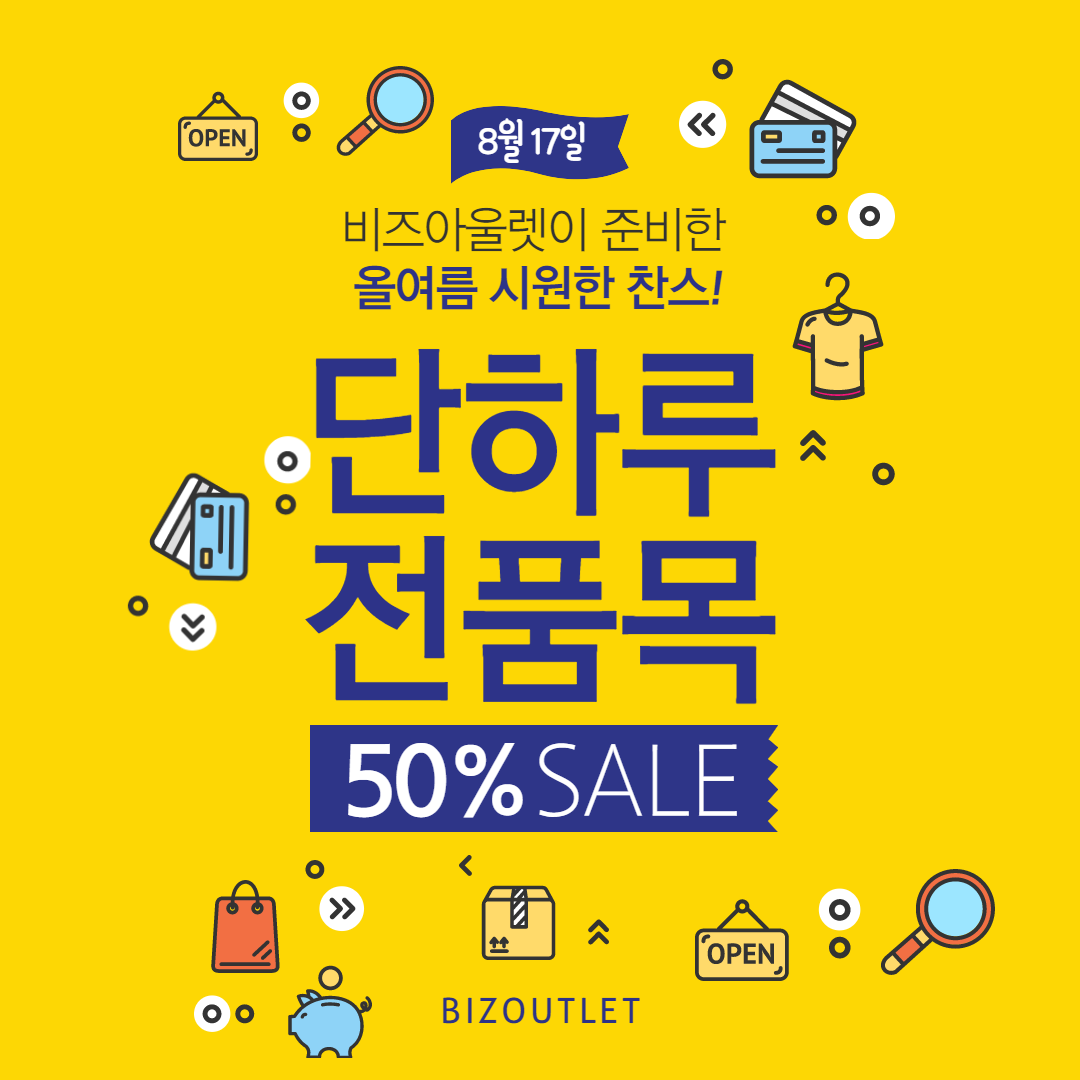 OPEN
8월 17일
비즈아울렛이 준비한
올여름 시원한 찬스!
단하루
전품목
50% SALE
OPEN
BIZOUTLET